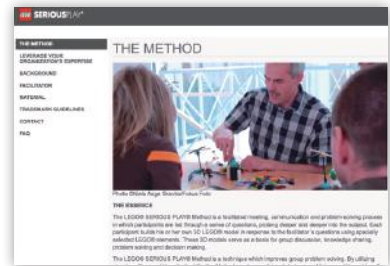 SERIOUSPLAY®
THE METHOD
LEVERAGE YOUR
ORGANIZATION'S EXPERTISE
BACKGROUND
FACILITATOR
MATERIAL
TRADEMARK GUIDELINES
CONTACT
FAQ
THE METHOD
THE ESSENCE
The LEGO® SERIOUS PLAY® Method is a facilitated meeting, communication and problem-solving process
in which participants are led through a series of questions, probing deeper and deeper into the subject. Each
participant builds his or her own 3D LEGO® model in response to the facilitator's questions using specially
selected LEGO® elements. These 3D models serve as a basis for group discussion, knowledge sharing,
problem solving and decision making.
The LEGO® SERIOUS PLAY® Method is a technique which improves group problem solving. By utilizing